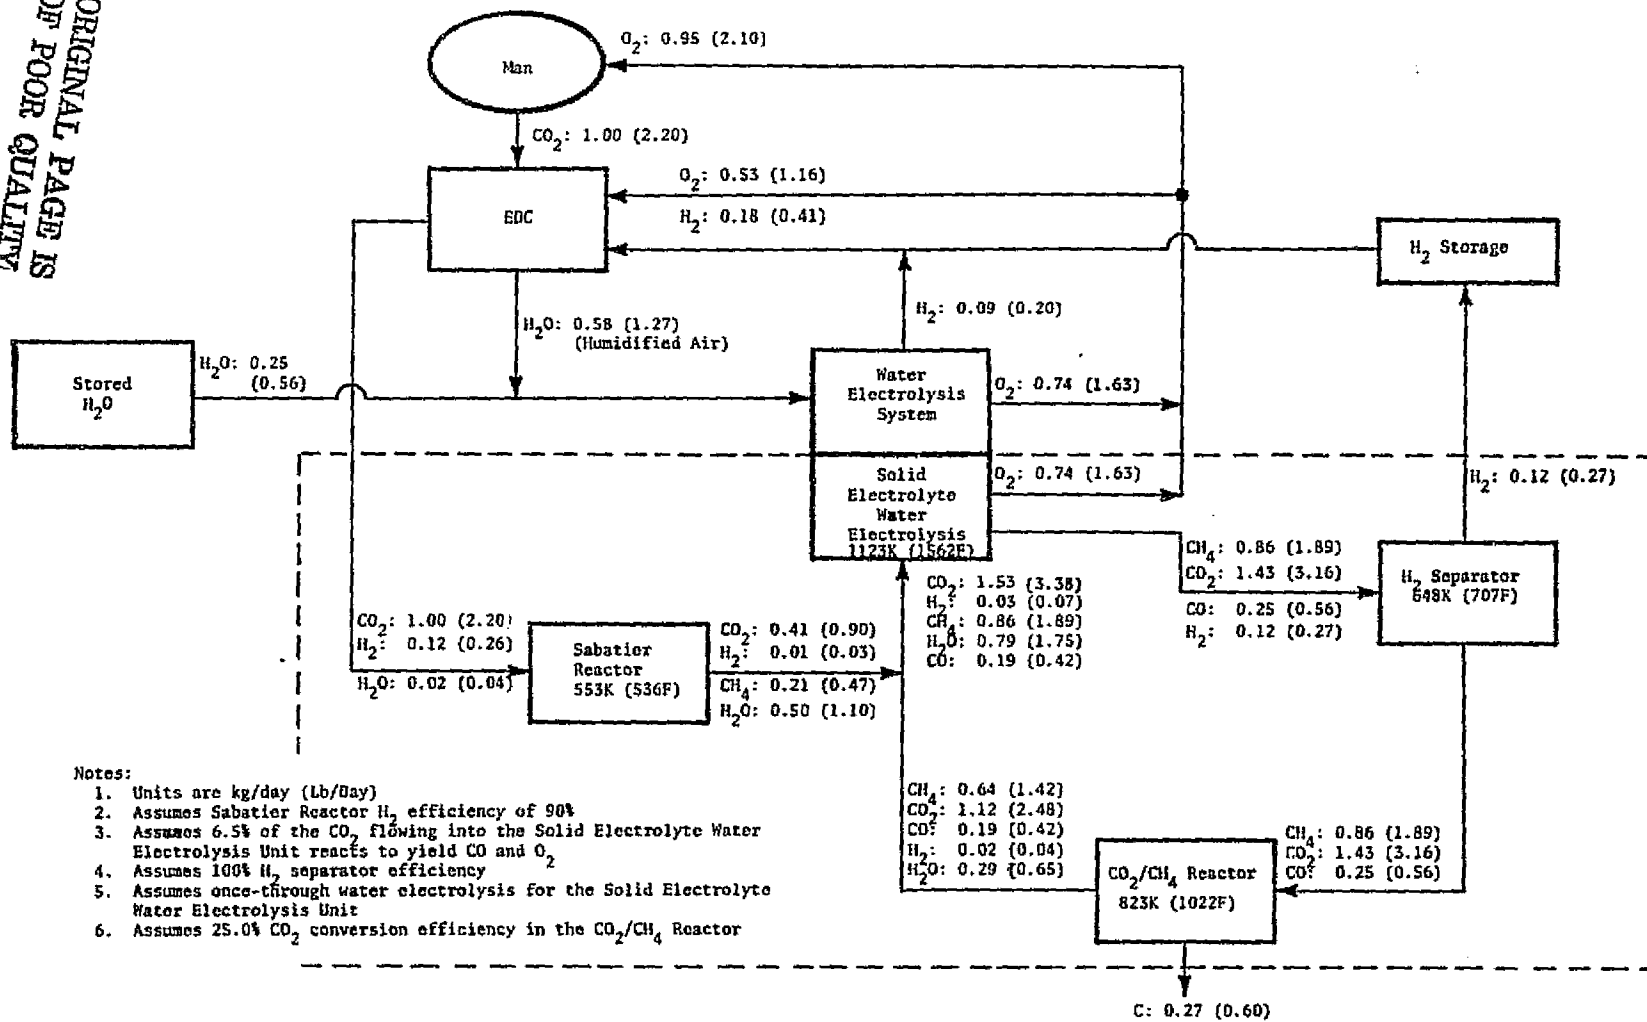 ORIGINAL PAGE IS
OF POOR QUALITY
Man
O2: 0.95 (2.10)
CO2: 1.00 (2.20)
EDC
O2: 0.53 (1.16)
H2: 0.18 (0.41)
H2 Storage
H2: 0.09 (0.20)
H2O: 0.58 (1.27)
(Humidified Air)
Stored
H2O
H2O: 0.25
(0.56)
Water
Electrolysis
System
O2: 0.74 (1.63)
Solid
Electrolyte
Water
Electrolysis
1123K (1562F)
O2: 0.74 (1.63)
H2: 0.12 (0.27)
CH4: 0.86 (1.89)
CO2: 1.43 (3.16)
CO: 0.25 (0.56)
H2: 0.12 (0.27)
H2 Separator
648K (707F)
CO2: 1.53 (3.38)
H2: 0.03 (0.07)
CH4: 0.86 (1.89)
H2O: 0.79 (1.75)
CO: 0.19 (0.42)
CO2: 1.00 (2.20)
H2: 0.12 (0.26)
H2O: 0.02 (0.04)
Sabatier
Reactor
553K (536F)
CO2: 0.41 (0.90)
H2: 0.01 (0.03)
CH4: 0.21 (0.47)
H2O: 0.50 (1.10)
CH4: 0.64 (1.42)
CO2: 1.12 (2.48)
CO: 0.19 (0.42)
H2: 0.02 (0.04)
H2O: 0.29 (0.65)
CO2/CH4 Reactor
823K (1022F)
CH4: 0.86 (1.89)
CO2: 1.43 (3.16)
CO: 0.25 (0.56)
C: 0.27 (0.60)
Notes:
1. Units are kg/day (Lb/Day)
2. Assumes Sabatier Reactor H2 efficiency of 90%
3. Assumes 6.5% of the CO2 flowing into the Solid Electrolyte Water
Electrolysis Unit reacts to yield CO and O2
4. Assumes 100% H2 separator efficiency
5. Assumes once-through water electrolysis for the Solid Electrolyte
Water Electrolysis Unit
6. Assumes 25.0% CO2 conversion efficiency in the CO2/CH4 Reactor